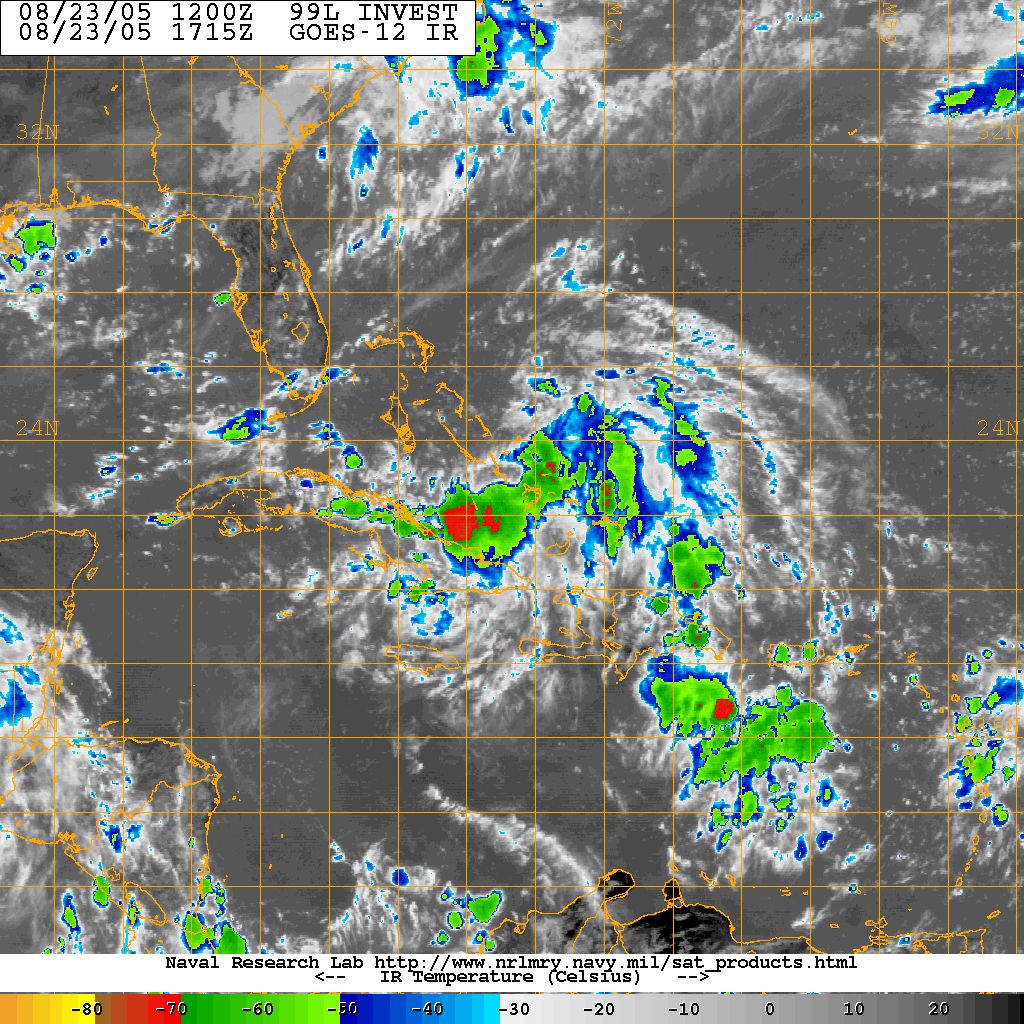 08/23/05 1200Z 99L INVEST
08/23/05 1715Z GOES-12 IR
72W
32N 32N
24N 24N
16N
Naval Research Lab http://www.nrlmry.navy.mil/sat_products.html
<-- IR Temperature (Celsius) -->
-80 -70 -60 -50 -40 -30 -20 -10 0 10 20